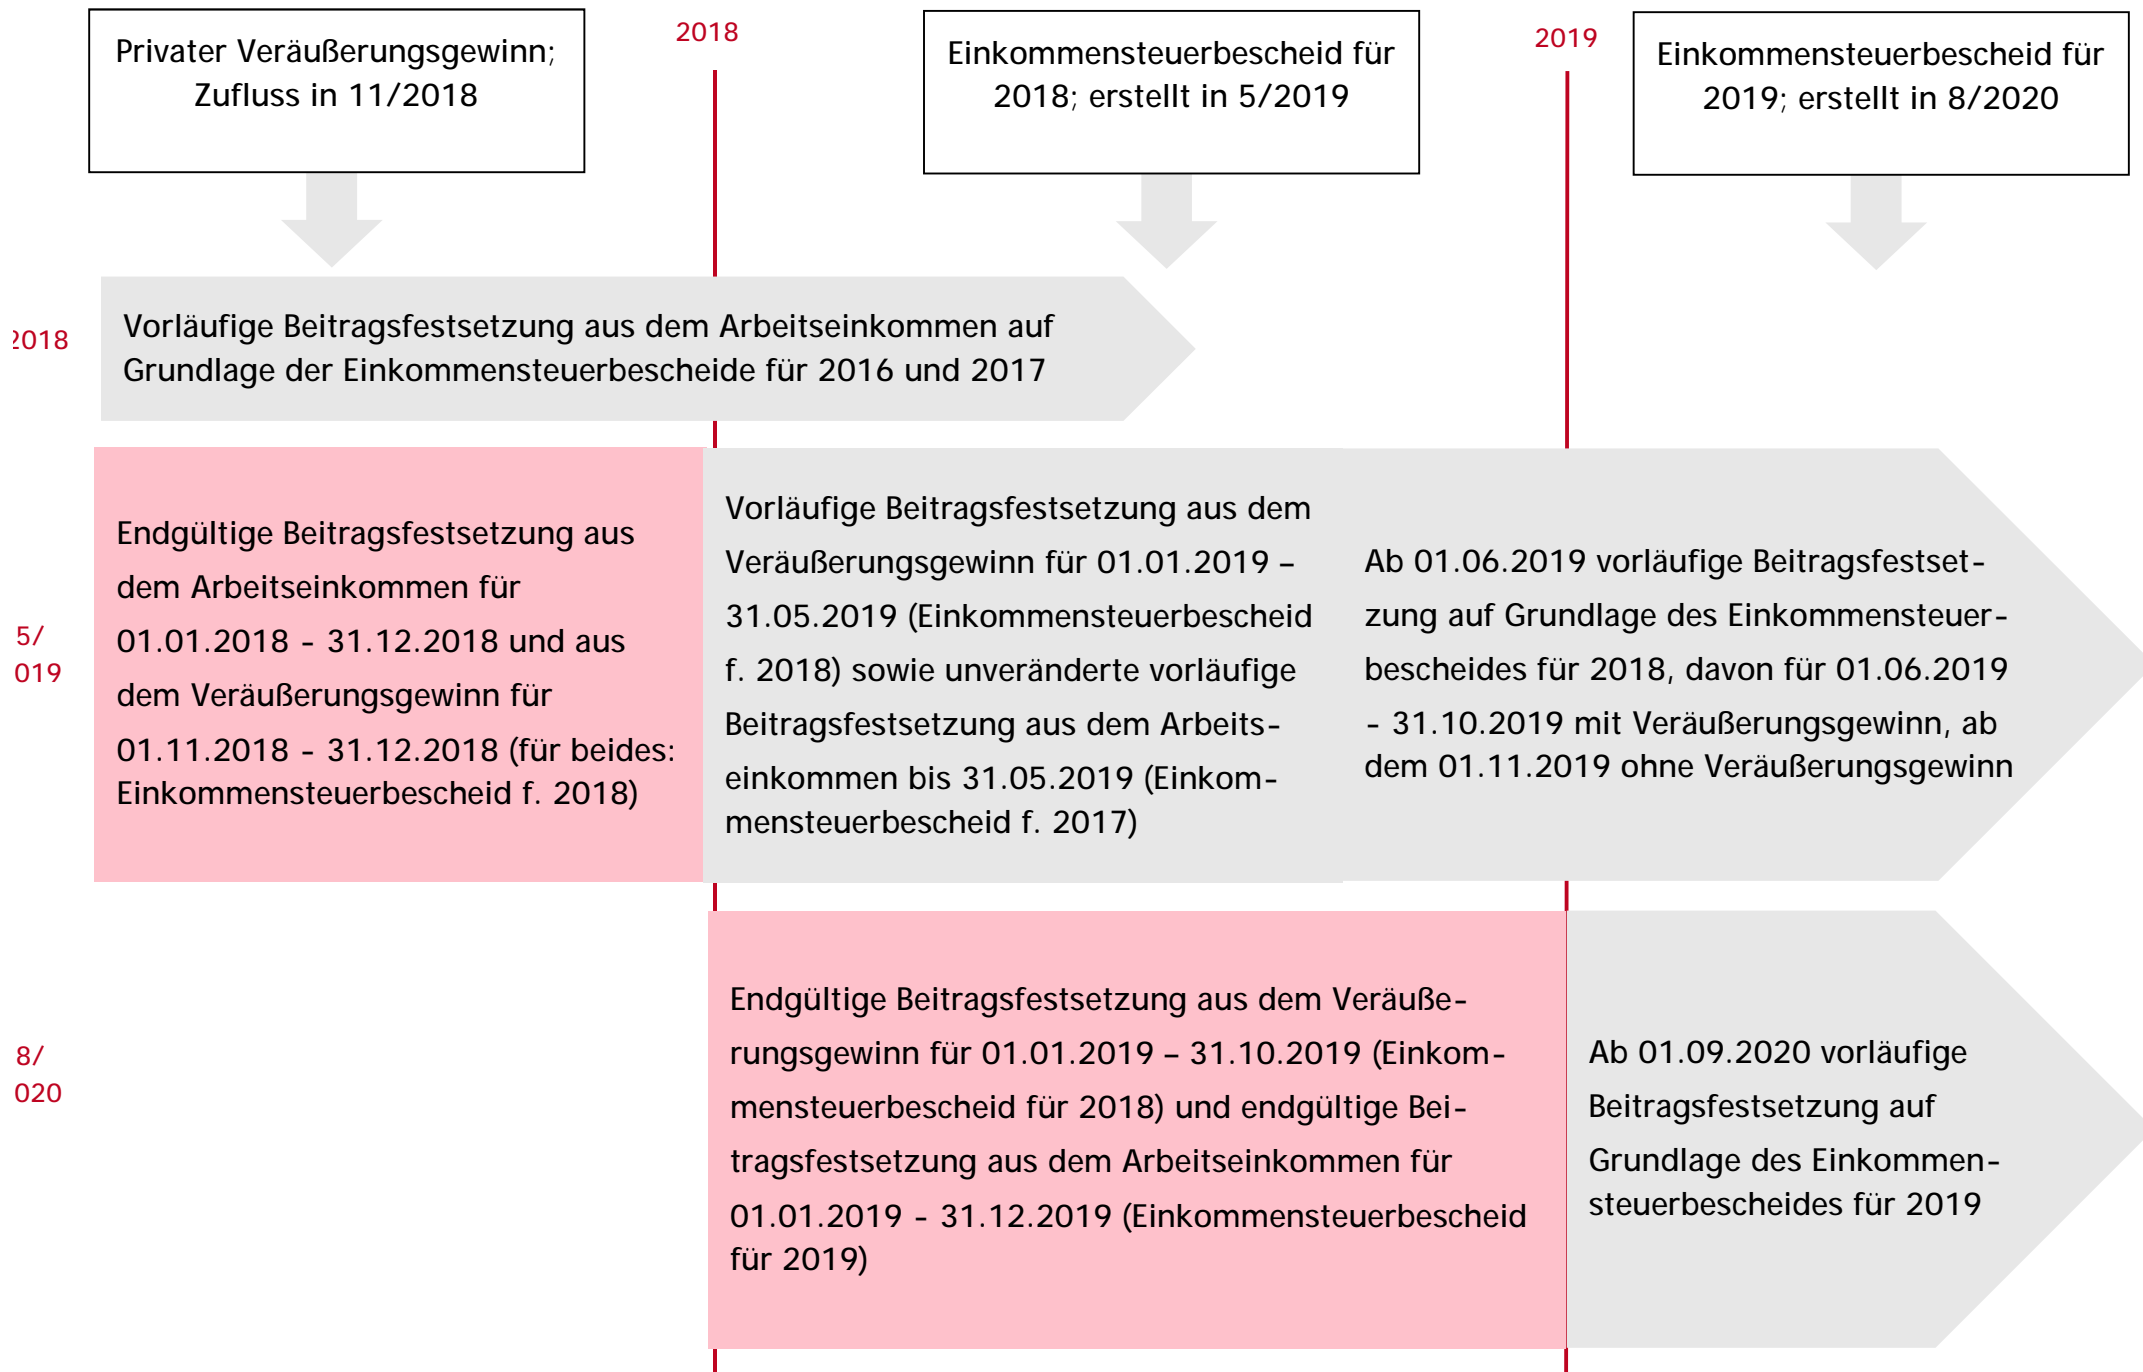 Privater Veräußerungsgewinn;
Zufluss in 11/2018
2018
Einkommensteuerbescheid für
2018; erstellt in 5/2019
2019
Einkommensteuerbescheid für
2019; erstellt in 8/2020
2018
Vorläufige Beitragsfestsetzung aus dem Arbeitseinkommen auf
Grundlage der Einkommensteuerbescheide für 2016 und 2017
5/
019
Endgültige Beitragsfestsetzung aus
dem Arbeitseinkommen für
01.01.2018 - 31.12.2018 und aus
dem Veräußerungsgewinn für
01.11.2018 - 31.12.2018 (für beides:
Einkommensteuerbescheid f. 2018)
Vorläufige Beitragsfestsetzung aus dem
Veräußerungsgewinn für 01.01.2019 –
31.05.2019 (Einkommensteuerbescheid
f. 2018) sowie unveränderte vorläufige
Beitragsfestsetzung aus dem Arbeits-
einkommen bis 31.05.2019 (Einkom-
mensteuerbescheid f. 2017)
Ab 01.06.2019 vorläufige Beitragsfestset-
zung auf Grundlage des Einkommensteuer-
bescheides für 2018, davon für 01.06.2019
- 31.10.2019 mit Veräußerungsgewinn, ab
dem 01.11.2019 ohne Veräußerungsgewinn
8/
020
Endgültige Beitragsfestsetzung aus dem Veräuße-
rungsgewinn für 01.01.2019 – 31.10.2019 (Einkom-
mensteuerbescheid für 2018) und endgültige Bei-
tragsfestsetzung aus dem Arbeitseinkommen für
01.01.2019 - 31.12.2019 (Einkommensteuerbescheid
für 2019)
Ab 01.09.2020 vorläufige
Beitragsfestsetzung auf
Grundlage des Einkommen-
steuerbescheides für 2019